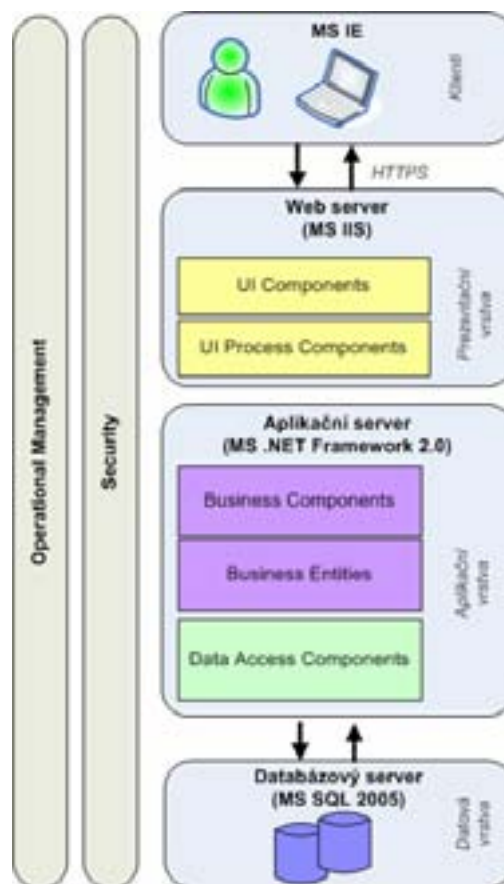 Operational Management
Security
MS IE
Klienti
HTTPS
Web server
(MS IIS)
UI Components
UI Process Components
Prezentační
vrstva
Aplikační server
(MS .NET Framework 2.0)
Business Components
Business Entities
Data Access Components
Aplikační
vrstva
Databázový server
(MS SQL 2005)
Datová
vrstva